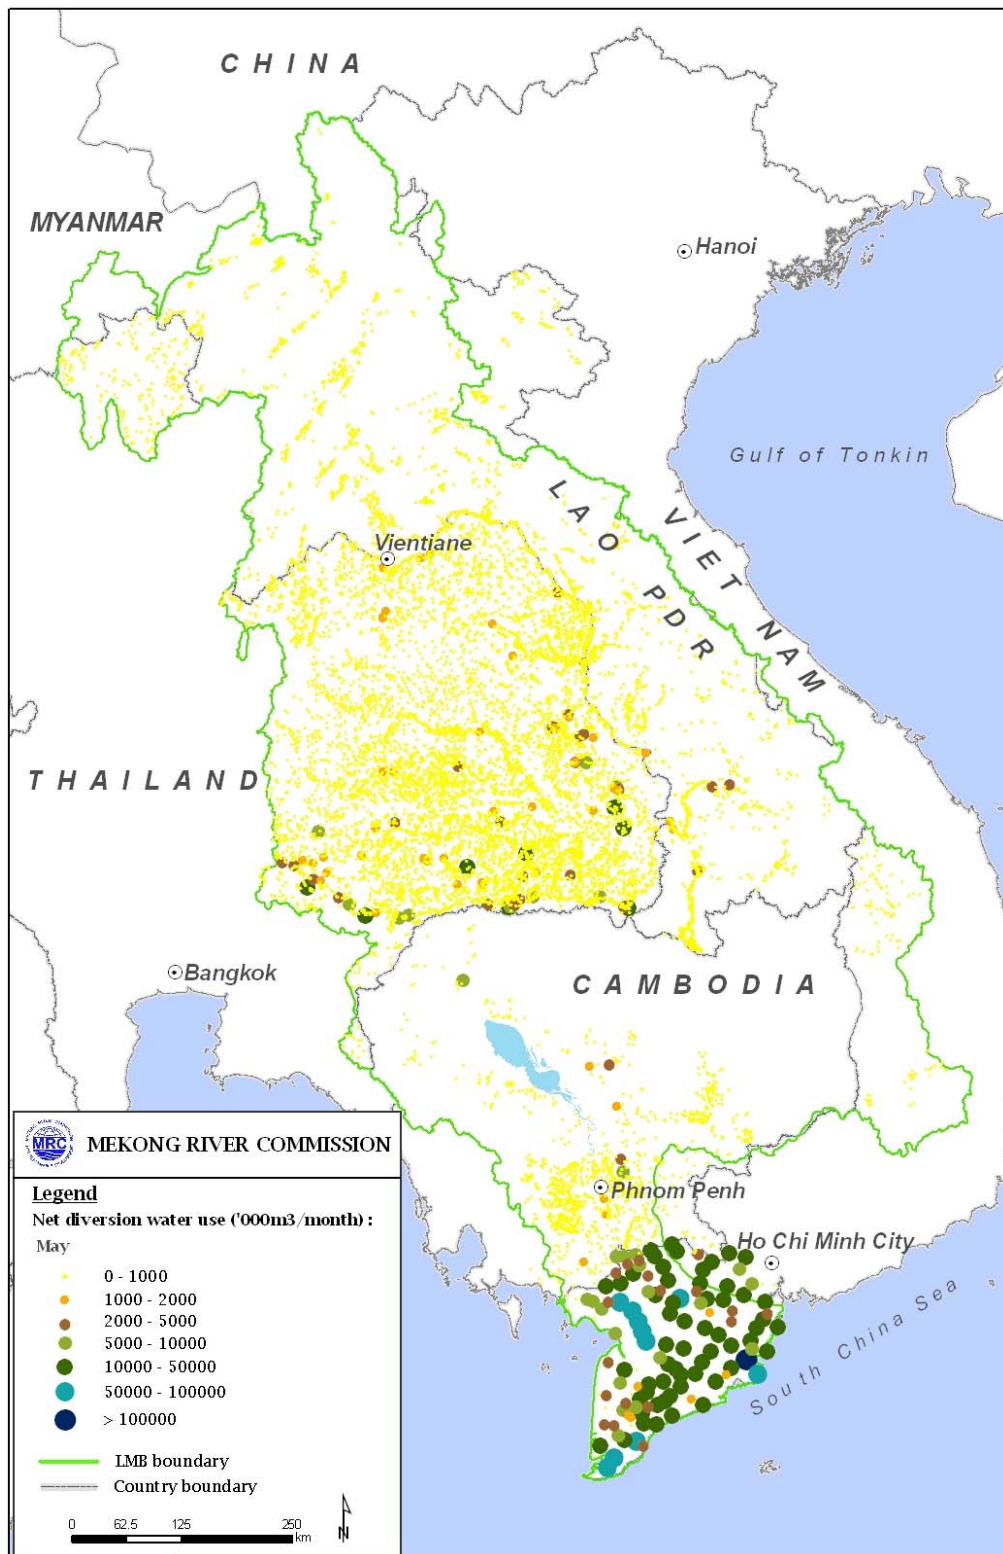 CHINA
MYANMAR
Hanoi
Gulf of Tonkin
LAO PDR
VIET NAM
Vientiane
THAILAND
Bangkok
CAMBODIA
Phnom Penh
Ho Chi Minh City
South China Sea
MRC
MEKONG RIVER COMMISSION
Legend
Net diversion water use ('000m3/month) :
May
0 - 1000
1000 - 2000
2000 - 5000
5000 - 10000
10000 - 50000
50000 - 100000
> 100000
LMB boundary
Country boundary
0 62.5 125 250
km
N